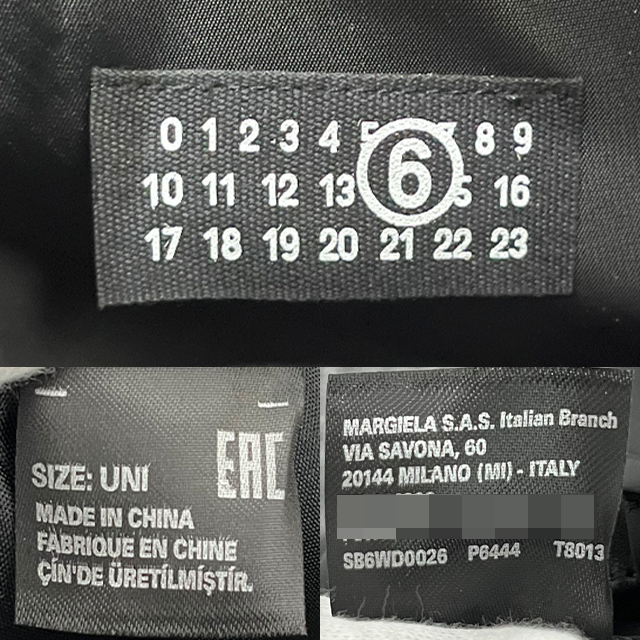 0 1 2 3 4 6 8 9
10 11 12 13 16
17 18 19 20 21 22 23
SIZE: UNI
EAC
MADE IN CHINA
FABRIQUE EN CHINE
ÇİN'DE ÜRETİLMİŞTİR.
MARGIELA S.A.S. Italian Branch
VIA SAVONA, 60
20144 MILANO (MI) - ITALY
SB6WD0026 P6444 T8013